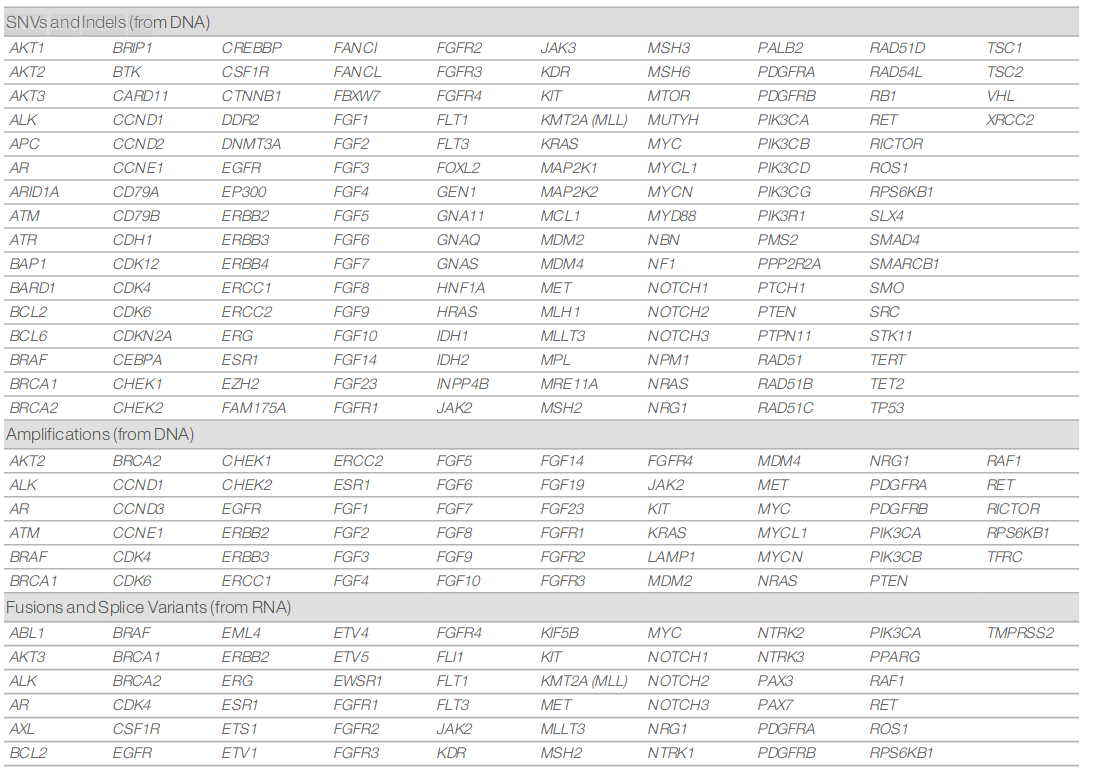 SNVs and Indels (from DNA)
AKT1 BRIP1 CREBBP FANCI FGFR2 JAK3 MSH3 PALB2 RAD51D TSC1
AKT2 BTK CSF1R FANCL FGFR3 KDR MSH6 PDGFRA RAD54L TSC2
AKT3 CARD11 CTNNB1 FBXW7 FGFR4 KIT MTOR PDGFRB RB1 VHL
ALK CCND1 DDR2 FGF1 FLT1 KMT2A (MLL) MUTYH PIK3CA RET XRCC2
APC CCND2 DNMT3A FGF2 FLT3 KRAS MYC PIK3CB RICTOR
AR CCNE1 EGFR FGF3 FOXL2 MAP2K1 MYCL1 PIK3CD ROS1
ARID1A CD79A EP300 FGF4 GEN1 MAP2K2 MYCN PIK3CG RPS6KB1
ATM CD79B ERBB2 FGF5 GNA11 MCL1 MYD88 PIK3R1 SLX4
ATR CDH1 ERBB3 FGF6 GNAQ MDM2 NBN PMS2 SMAD4
BAP1 CDK12 ERBB4 FGF7 GNAS MDM4 NF1 PPP2R2A SMARCB1
BARD1 CDK4 ERCC1 FGF8 HNF1A MET NOTCH1 PTCH1 SMO
BCL2 CDK6 ERCC2 FGF9 HRAS MLH1 NOTCH2 PTEN SRC
BCL6 CDKN2A ERG FGF10 IDH1 MLLT3 NOTCH3 PTPN11 STK11
BRAF CEBPA ESR1 FGF14 IDH2 MPL NPM1 RAD51 TERT
BRCA1 CHEK1 EZH2 FGF23 INPP4B MRE11A NRAS RAD51B TET2
BRCA2 CHEK2 FAM175A FGFR1 JAK2 MSH2 NRG1 RAD51C TP53
Amplifications (from DNA)
AKT2 BRCA2 CHEK1 ERCC2 FGF5 FGF14 FGFR4 MDM4 NRG1 RAF1
ALK CCND1 CHEK2 ESR1 FGF6 FGF19 JAK2 MET PDGFRA RET
AR CCND3 EGFR FGF1 FGF7 FGF23 KIT MYC PDGFRB RICTOR
ATM CCNE1 ERBB2 FGF2 FGF8 FGFR1 KRAS MYCL1 PIK3CA RPS6KB1
BRAF CDK4 ERBB3 FGF3 FGF9 FGFR2 LAMP1 MYCN PIK3CB TFRC
BRCA1 CDK6 ERCC1 FGF4 FGF10 FGFR3 MDM2 NRAS PTEN
Fusions and Splice Variants (from RNA)
ABL1 BRAF EML4 ETV4 FGFR4 KIF5B MYC NTRK2 PIK3CA TMPRSS2
AKT3 BRCA1 ERBB2 ETV5 FLI1 KIT NOTCH1 NTRK3 PPARG
ALK BRCA2 ERG EWSR1 FLT1 KMT2A (MLL) NOTCH2 PAX3 RAF1
AR CDK4 ESR1 FGFR1 FLT3 MET NOTCH3 PAX7 RET
AXL CSF1R ETS1 FGFR2 JAK2 MLLT3 NRG1 PDGFRA ROS1
BCL2 EGFR ETV1 FGFR3 KDR MSH2 NTRK1 PDGFRB RPS6KB1